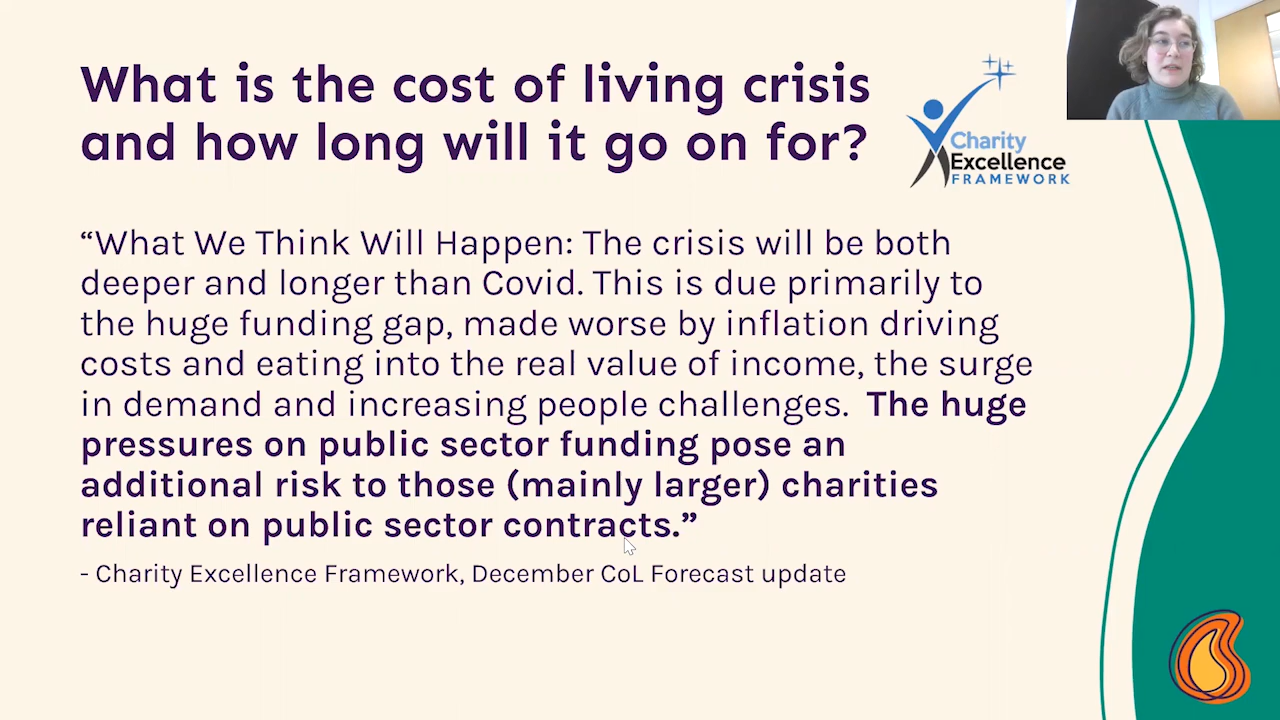 What is the cost of living crisis
and how long will it go on for?
Charity
Excellence
FRAMEWORK
“What We Think Will Happen: The crisis will be both
deeper and longer than Covid. This is due primarily to
the huge funding gap, made worse by inflation driving
costs and eating into the real value of income, the surge
in demand and increasing people challenges.  The huge
pressures on public sector funding pose an
additional risk to those (mainly larger) charities
reliant on public sector contracts.”
- Charity Excellence Framework, December CoL Forecast update